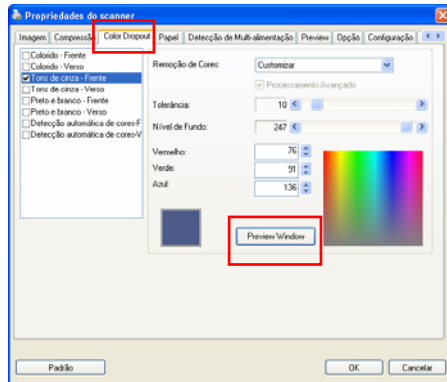 Propriedades do scanner
Imagem Compressão Color Dropout Papel Detecção de Multi-alimentação Preview Opção Configuração
Colorido - Frente
Colorido - Verso
Tons de cinza - Frente
Tons de cinza - Verso
Preto e branco - Frente
Preto e branco - Verso
Detecção automática de cores-F
Detecção automática de cores-V
Remoção de Cores: Customizar
Processamento Avançado
Tolerância: 10
Nível de Fundo: 247
Vermelho: 76
Verde: 91
Azul: 136
Preview Window
Padrão OK Cancelar